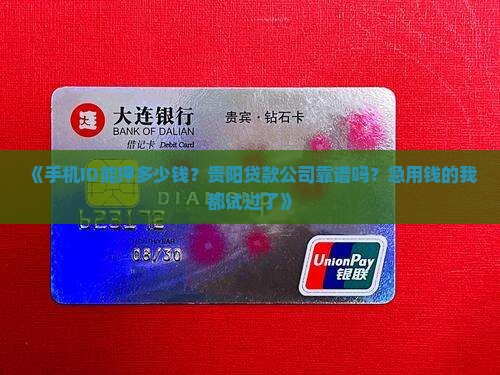 大连银行
BANK OF DALIAN
贵宾·钻石卡
借记卡 Debit Card
《手机ID能押多少钱？贵阳贷款公司靠谱吗？急用钱的我
都试过了》
DIAMOND
623172
08/30
UnionPay
银联